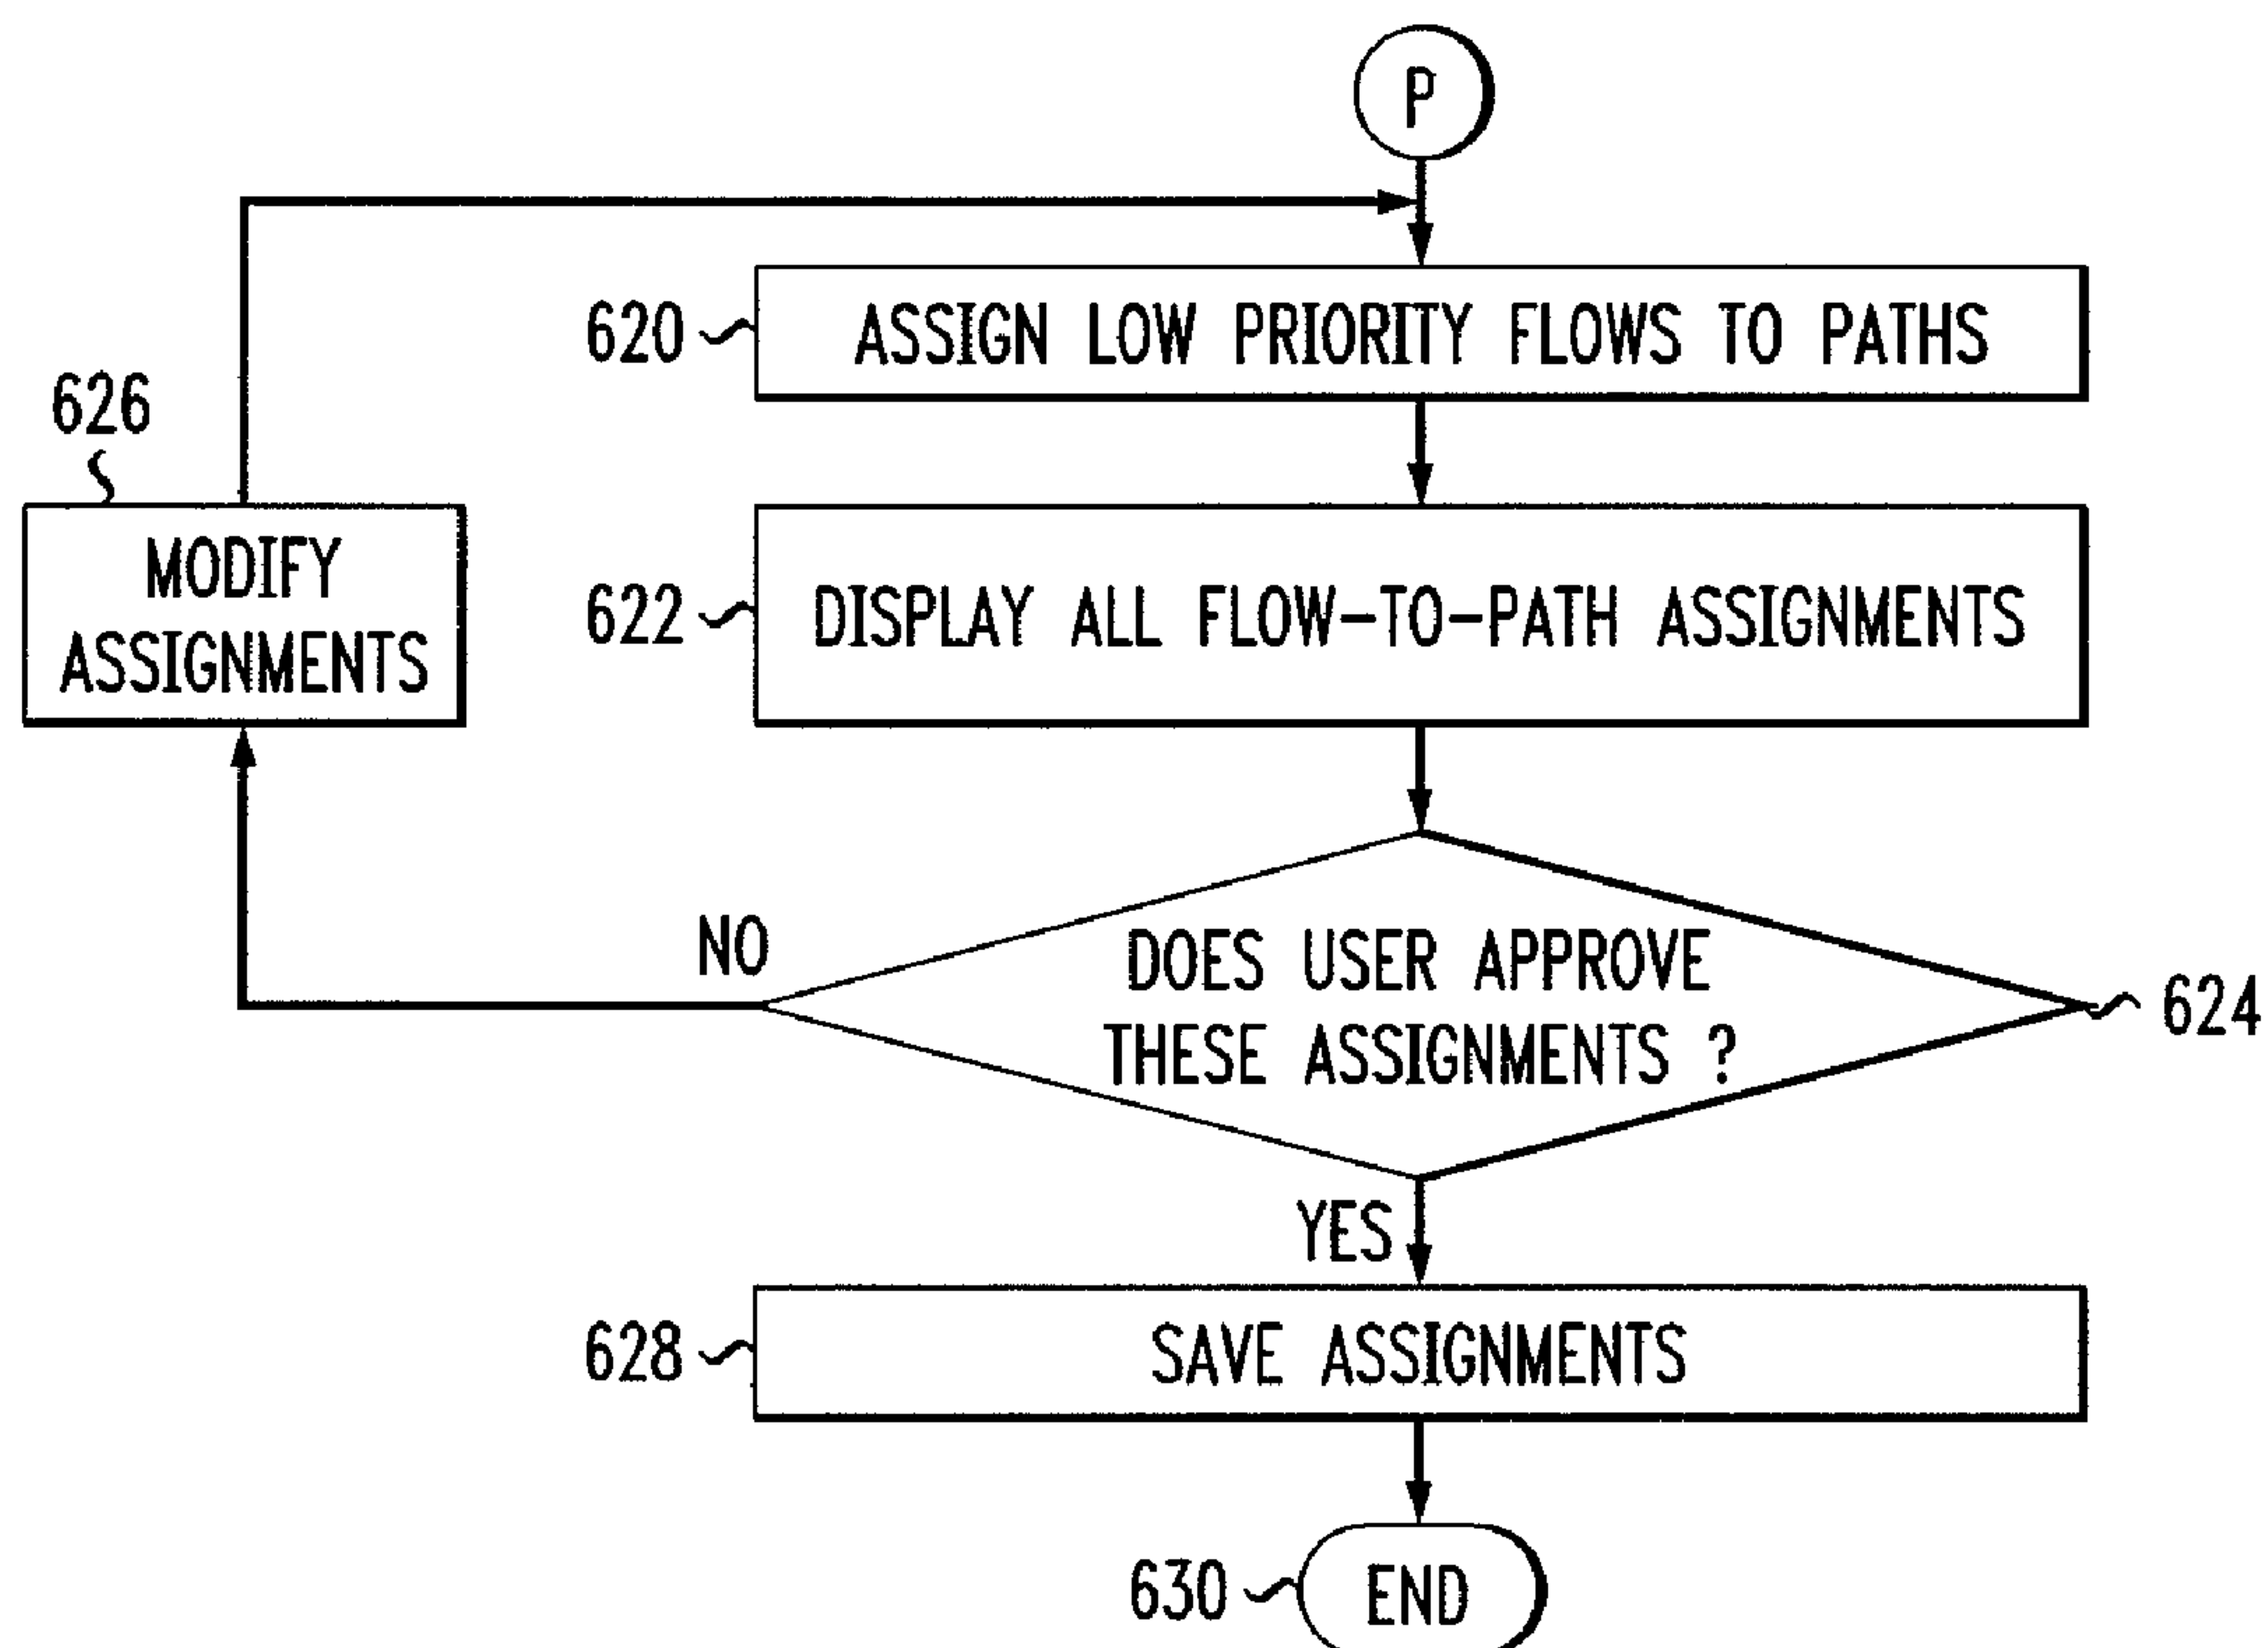 P
620
ASSIGN LOW PRIORITY FLOWS TO PATHS
626
MODIFY
ASSIGNMENTS
622
DISPLAY ALL FLOW-TO-PATH ASSIGNMENTS
NO
DOES USER APPROVE
THESE ASSIGNMENTS ?
624
YES
628
SAVE ASSIGNMENTS
630
END